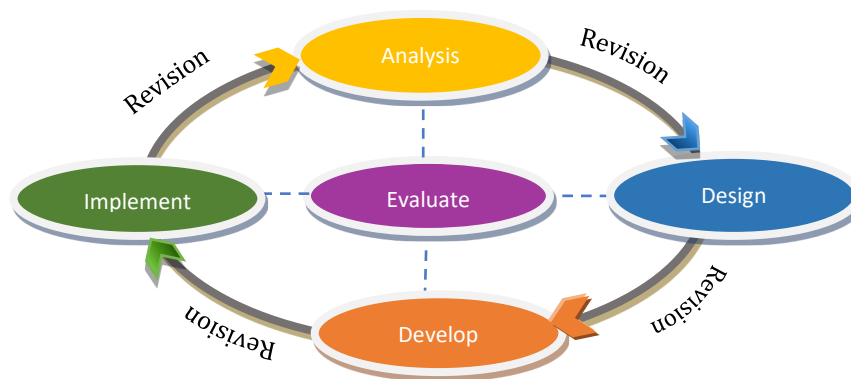 Analysis
Revision
Revision
Implement
Evaluate
Design
Revision
Revision
Develop